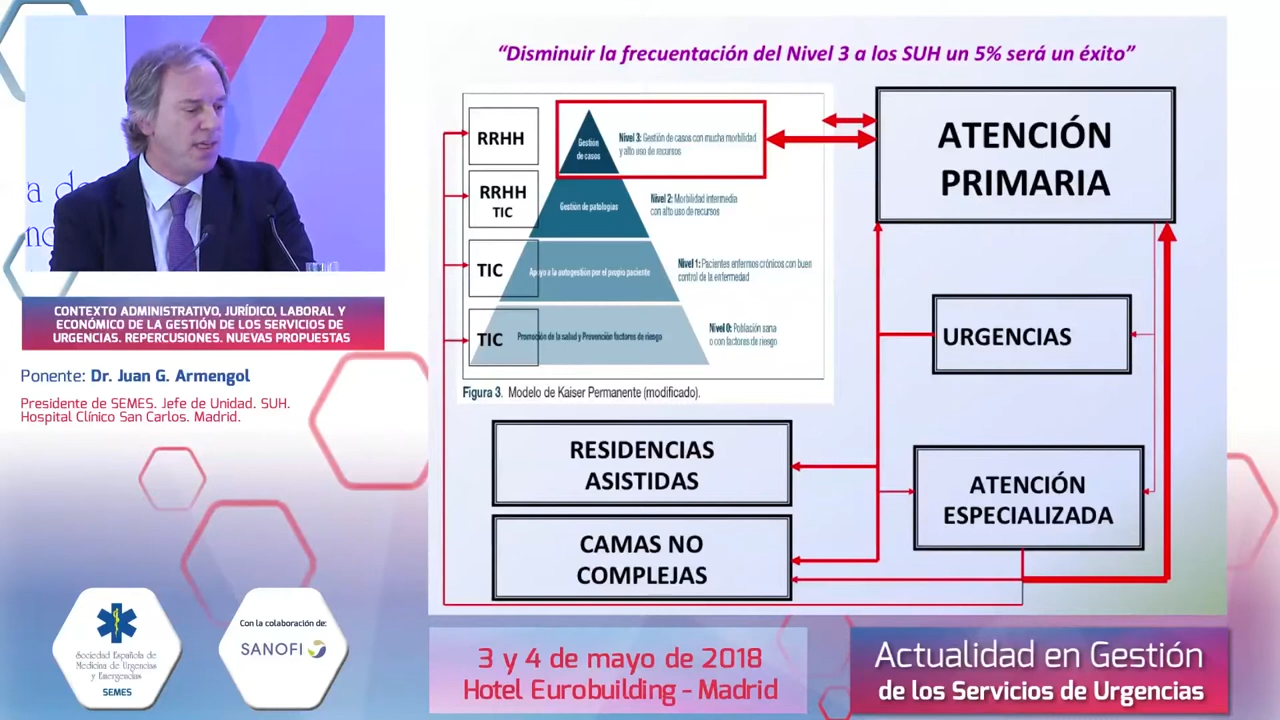 “Disminuir la frecuentación del Nivel 3 a los SUH un 5% será un éxito”
RRHH
RRHH
TIC
TIC
TIC
Gestión
de casos
Nivel 3: Gestión de casos con mucha morbilidad
y alto uso de recursos
Gestión de patologías
Nivel 2: Morbilidad intermedia
con alto uso de recursos
Apoyo a la autogestión por el propio paciente
Nivel 1: Pacientes enfermos crónicos con buen
control de la enfermedad
Promoción de la salud y Prevención factores de riesgo
Nivel 0: Población sana
o con factores de riesgo
Figura 3. Modelo de Kaiser Permanente (modificado).
ATENCIÓN
PRIMARIA
URGENCIAS
RESIDENCIAS
ASISTIDAS
CAMAS NO
COMPLEJAS
ATENCIÓN
ESPECIALIZADA
CONTEXTO ADMINISTRATIVO, JURÍDICO, LABORAL Y
ECONÓMICO DE LA GESTIÓN DE LOS SERVICIOS DE
URGENCIAS. REPERCUSIONES. NUEVAS PROPUESTAS
Ponente: Dr. Juan G. Armengol
Presidente de SEMES. Jefe de Unidad. SUH.
Hospital Clínico San Carlos. Madrid.
Sociedad Española de
Medicina de Urgencias
y Emergencias
SEMES
Con la colaboración de:
SANOFI
3 y 4 de mayo de 2018
Hotel Eurobuilding - Madrid
Actualidad en Gestión
de los Servicios de Urgencias